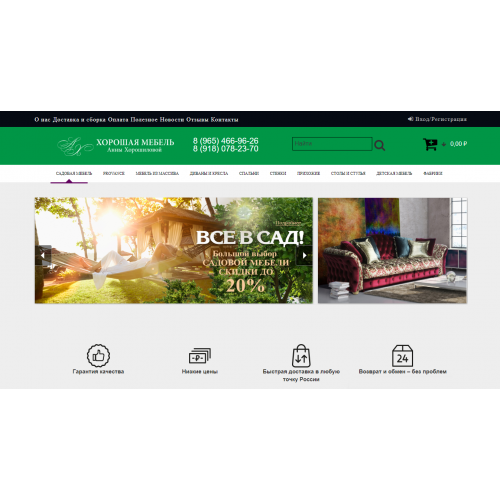 О нас Доставка и сборка Оплата Полезное Новости Отзывы Контакты
Вход/Регистрация
ХОРОШАЯ МЕБЕЛЬ
Анны Хорошиловой
8 (965) 466-96-26
8 (918) 078-23-70
0,00 ₽
САДОВАЯ МЕБЕЛЬ РКОУАУСК МЕБЕЛЬ ИЗ МАССИВА ДИВАНЫ И КРЕСЛА СПАЛЬНИ СТЕНКИ ПРИХОЖИЕ СТОЛЫ И СТУЛЬЯ ДЕТСКАЯ МЕБЕЛЬ ФАБРИКИ
ВСЕ В САД!
Большой выбор
САДОВОЙ МЕБЕЛИ
СКИДКИ ДО
20%
Гарантия качества
Низкие цены
Быстрая доставка в любую
точку России
24
Возврат и обмен – без проблем